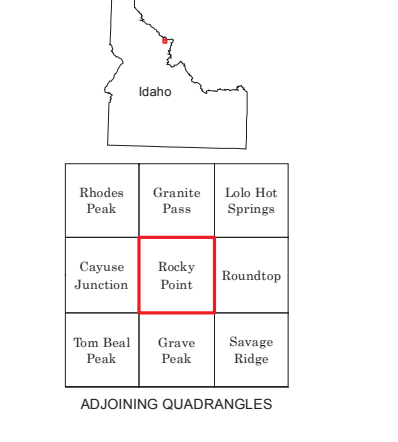 Idaho
Rhodes
Peak
Granite
Pass
Lolo Hot
Springs
Cayuse
Junction
Rocky
Point
Roundtop
Tom Beal
Peak
Grave
Peak
Savage
Ridge
ADJOINING QUADRANGLES